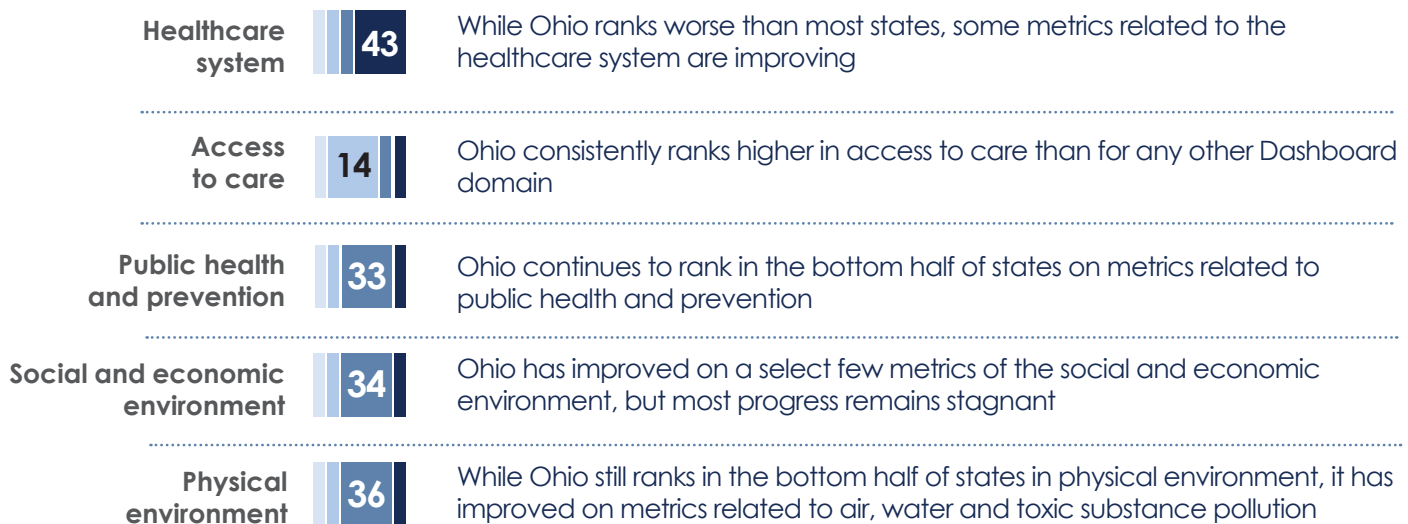 Healthcare
system
43
While Ohio ranks worse than most states, some metrics related to the
healthcare system are improving
Access
to care
14
Ohio consistently ranks higher in access to care than for any other Dashboard
domain
Public health
and prevention
33
Ohio continues to rank in the bottom half of states on metrics related to
public health and prevention
Social and economic
environment
34
Ohio has improved on a select few metrics of the social and economic
environment, but most progress remains stagnant
Physical
environment
36
While Ohio still ranks in the bottom half of states in physical environment, it has
improved on metrics related to air, water and toxic substance pollution